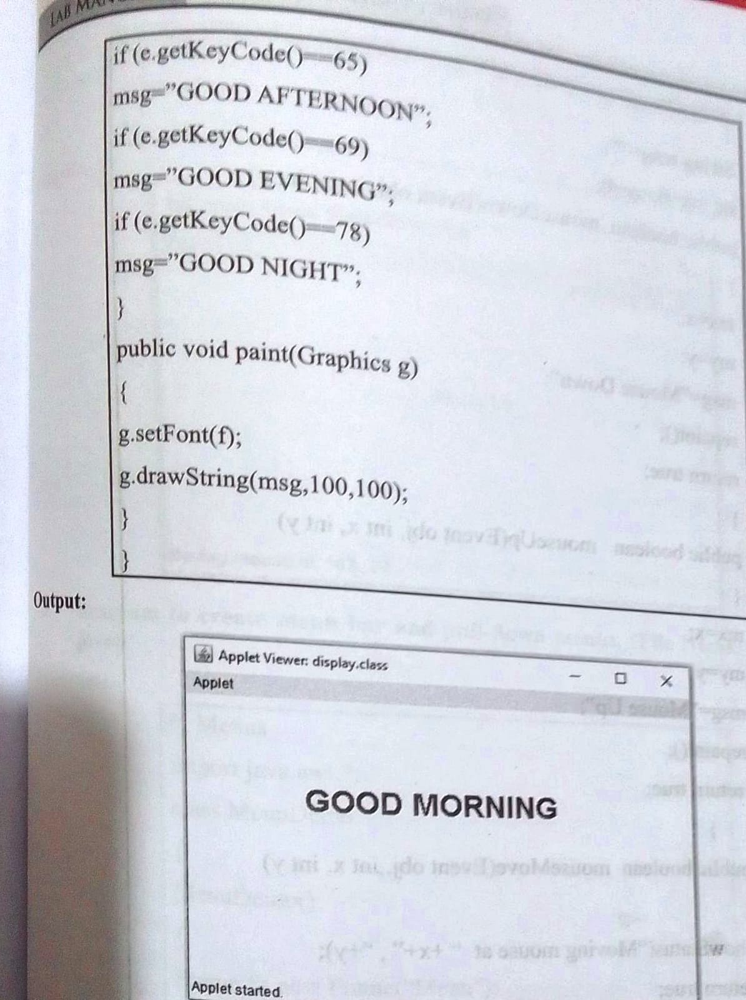 LAB
if (e.getKeyCode()==65)
msg="GOOD AFTERNOON";
if (e.getKeyCode()==69)
msg="GOOD EVENING";
if (e.getKeyCode()==78)
msg="GOOD NIGHT";
}
public void paint(Graphics g)
{
g.setFont(f);
g.drawString(msg,100,100);
}
}
Output:
Applet Viewer: display.class
Applet
GOOD MORNING
Applet started.